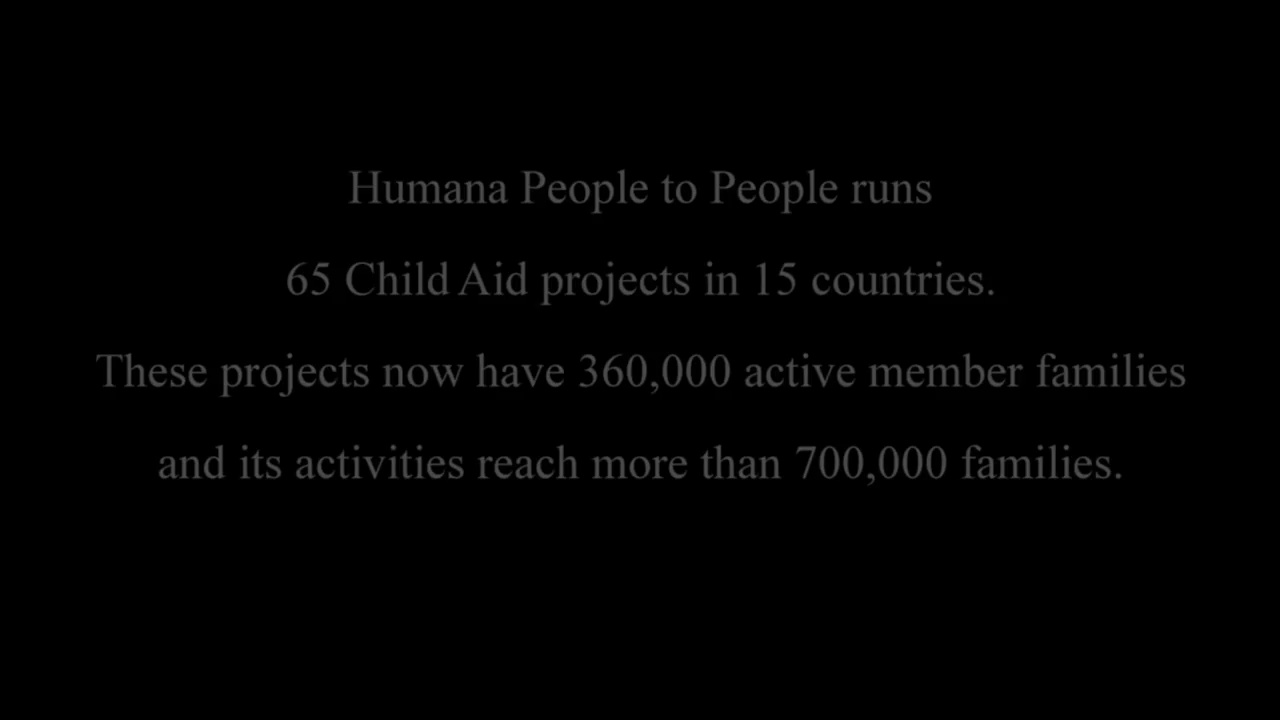 Humana People to People runs
65 Child Aid projects in 15 countries.
These projects now have 360,000 active member families
and its activities reach more than 700,000 families.